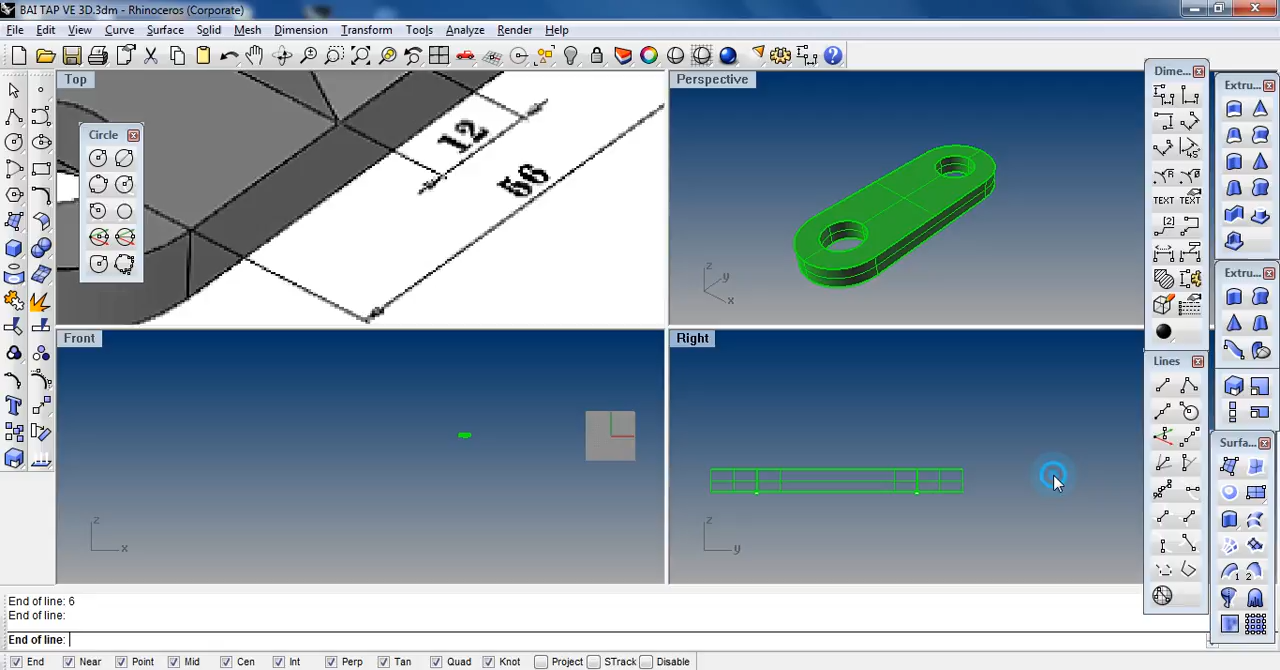 BAI TAP VE 3D.3dm - Rhinoceros (Corporate)
File Edit View Curve Surface Solid Mesh Dimension Transform Tools Analyze Render Help
Top
Perspective
Dime...
Extru...
Circle
12
56
45
TEXT TEXT
z
y
x
Extru...
Front
Right
Lines
Surfa...
z
x
z
y
1 2
End of line: 6
End of line:
End of line:
End Near Point Mid Cen Int Perp Tan Quad Knot Project STrack Disable